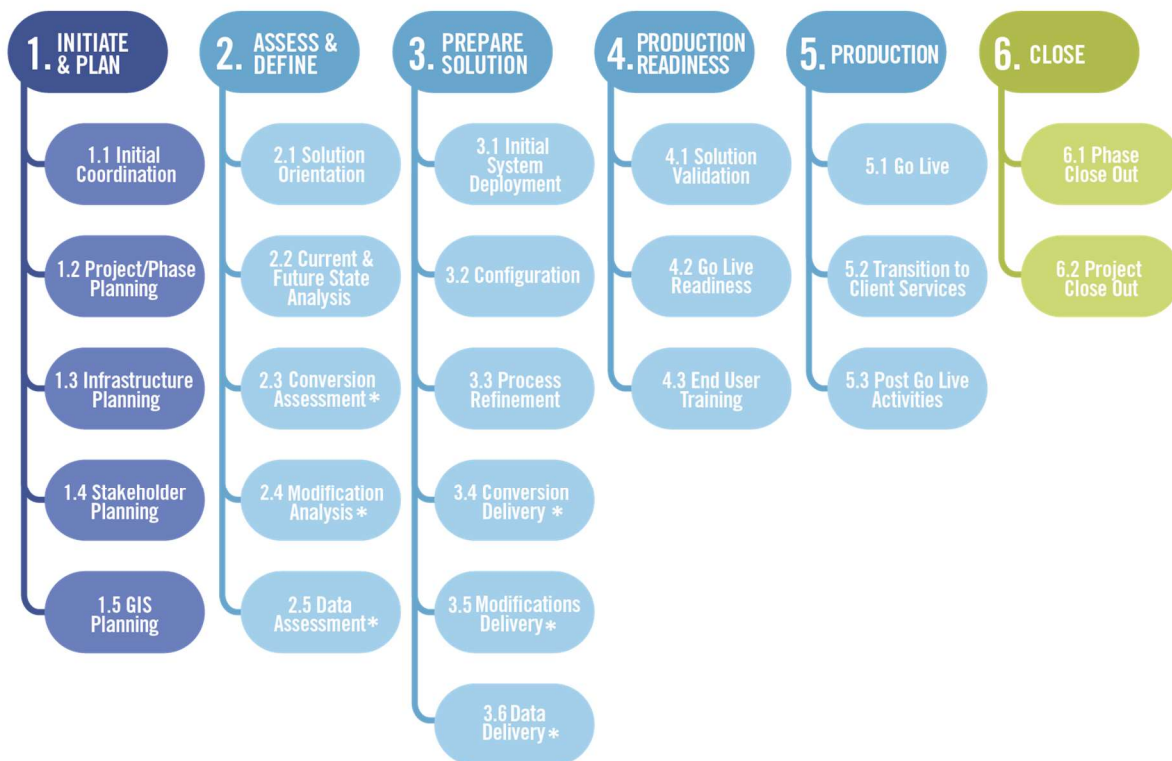 1. INITIATE
& PLAN
1.1 Initial
Coordination
1.2 Project/Phase
Planning
1.3 Infrastructure
Planning
1.4 Stakeholder
Planning
1.5 GIS
Planning
2. ASSESS &
DEFINE
2.1 Solution
Orientation
2.2 Current &
Future State
Analysis
2.3 Conversion
Assessment*
2.4 Modification
Analysis*
2.5 Data
Assessment*
3. PREPARE
SOLUTION
3.1 Initial
System
Deployment
3.2 Configuration
3.3 Process
Refinement
3.4 Conversion
Delivery *
3.5 Modifications
Delivery*
3.6 Data
Delivery*
4. PRODUCTION
READINESS
4.1 Solution
Validation
4.2 Go Live
Readiness
4.3 End User
Training
5. PRODUCTION
5.1 Go Live
5.2 Transition to
Client Services
5.3 Post Go Live
Activities
6. CLOSE
6.1 Phase
Close Out
6.2 Project
Close Out